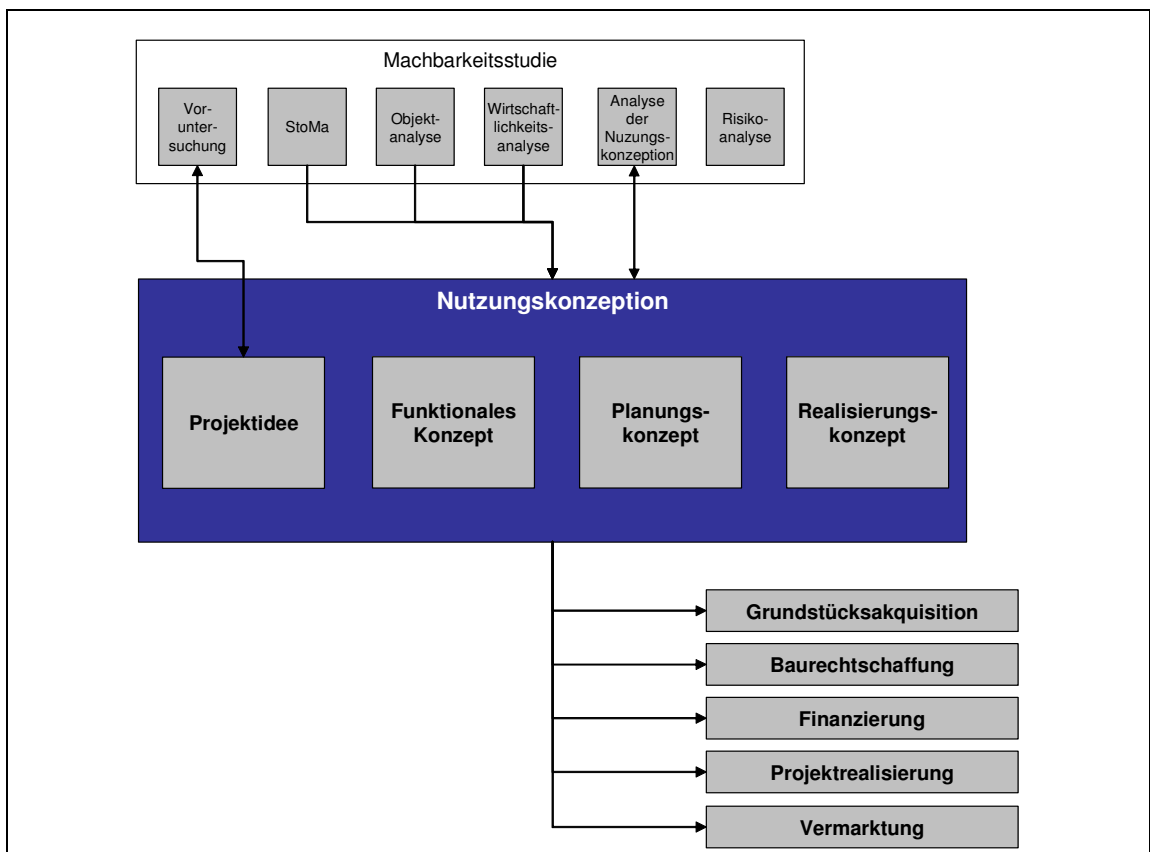 Machbarkeitsstudie
Vor-
unter-
suchung
StoMa
Objekt-
analyse
Wirtschaft-
lichkeits-
analyse
Analyse
der
Nuzungs-
konzeption
Risiko-
analyse
Nutzungskonzeption
Projektidee
Funktionales
Konzept
Planungs-
konzept
Realisierungs-
konzept
Grundstücksakquisition
Baurechtschaffung
Finanzierung
Projektrealisierung
Vermarktung